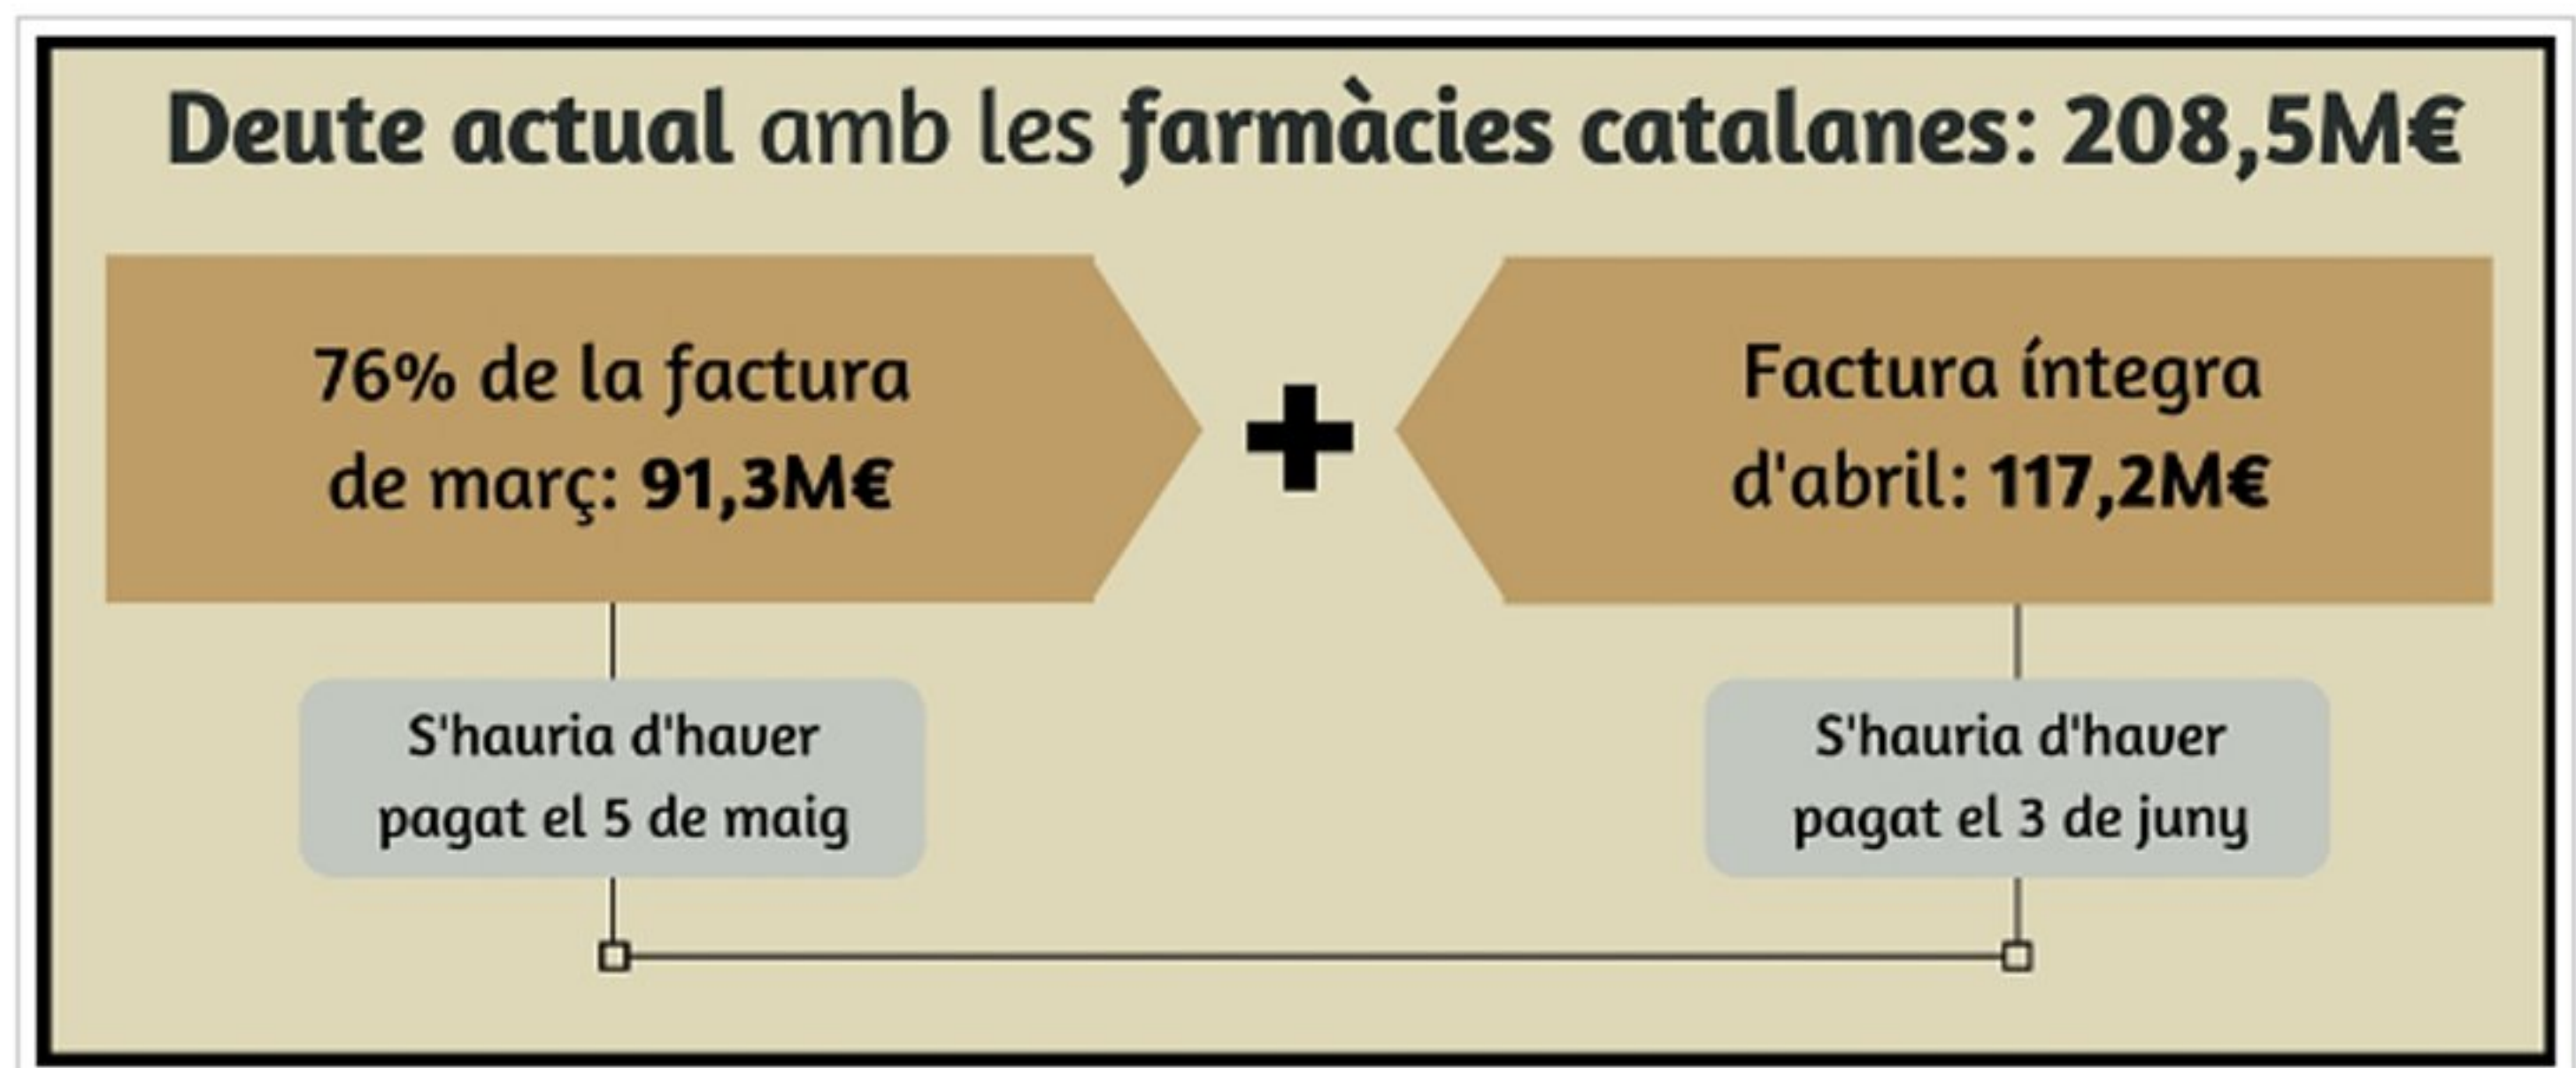 Deute actual amb les farmàcies catalanes: 208,5M€
76% de la factura
de març: 91,3M€
+
Factura íntegra
d'abril: 117,2M€
S'hauria d'haver
pagat el 5 de maig
S'hauria d'haver
pagat el 3 de juny